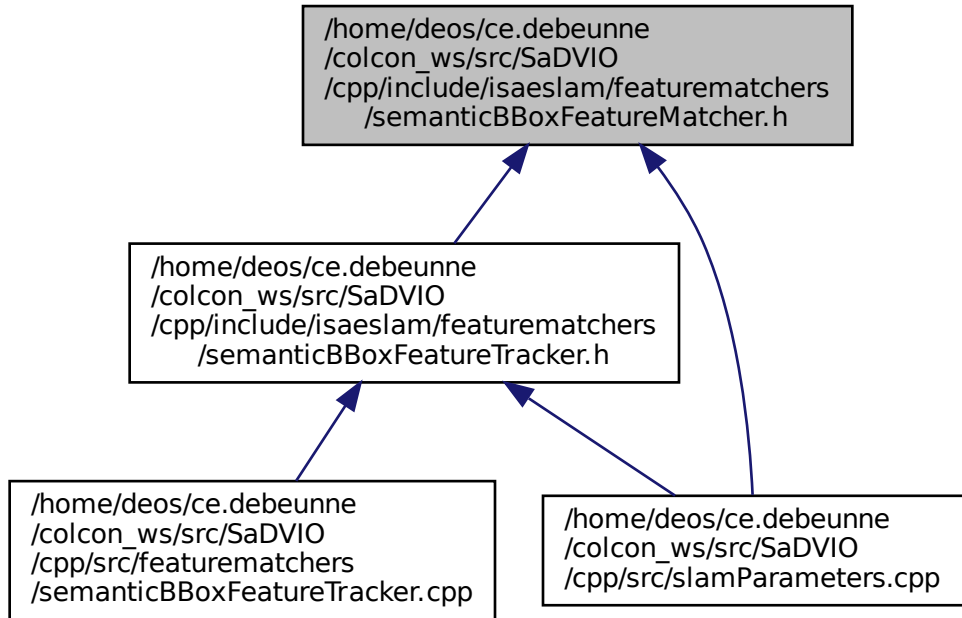 /home/deos/ce.debeunne
/colcon_ws/src/SaDVIO
/cpp/include/isaeslam/featurematchers
/semanticBBoxFeatureMatcher.h
/home/deos/ce.debeunne
/colcon_ws/src/SaDVIO
/cpp/include/isaeslam/featurematchers
/semanticBBoxFeatureTracker.h
/home/deos/ce.debeunne
/colcon_ws/src/SaDVIO
/cpp/src/featurematchers
/semanticBBoxFeatureTracker.cpp
/home/deos/ce.debeunne
/colcon_ws/src/SaDVIO
/cpp/src/slamParameters.cpp